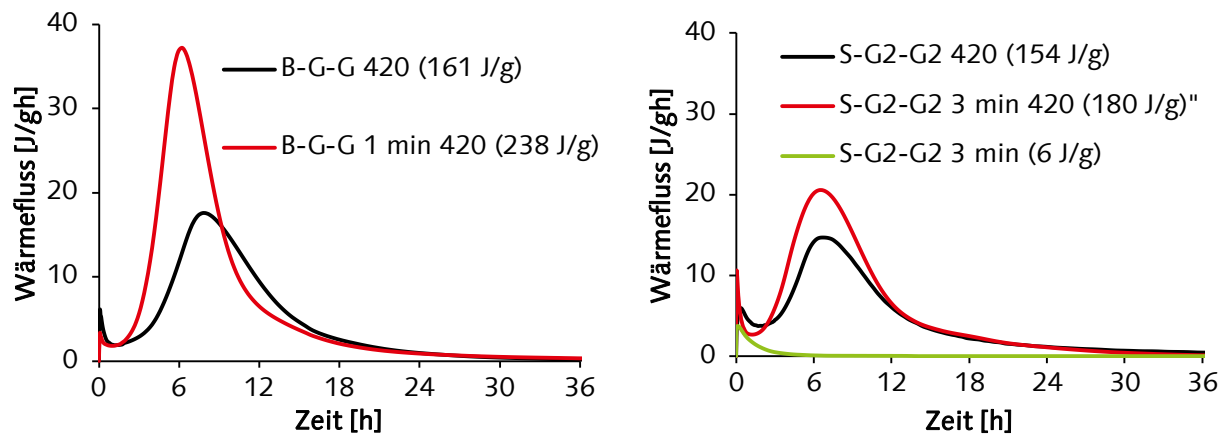 Wärmefluss [J/gh]
40
30
20
10
0
B-G-G 420 (161 J/g)
B-G-G 1 min 420 (238 J/g)
0 6 12 18 24 30 36
Zeit [h]
Wärmefluss [J/gh]
40
30
20
10
0
S-G2-G2 420 (154 J/g)
S-G2-G2 3 min 420 (180 J/g)"
S-G2-G2 3 min (6 J/g)
0 6 12 18 24 30 36
Zeit [h]